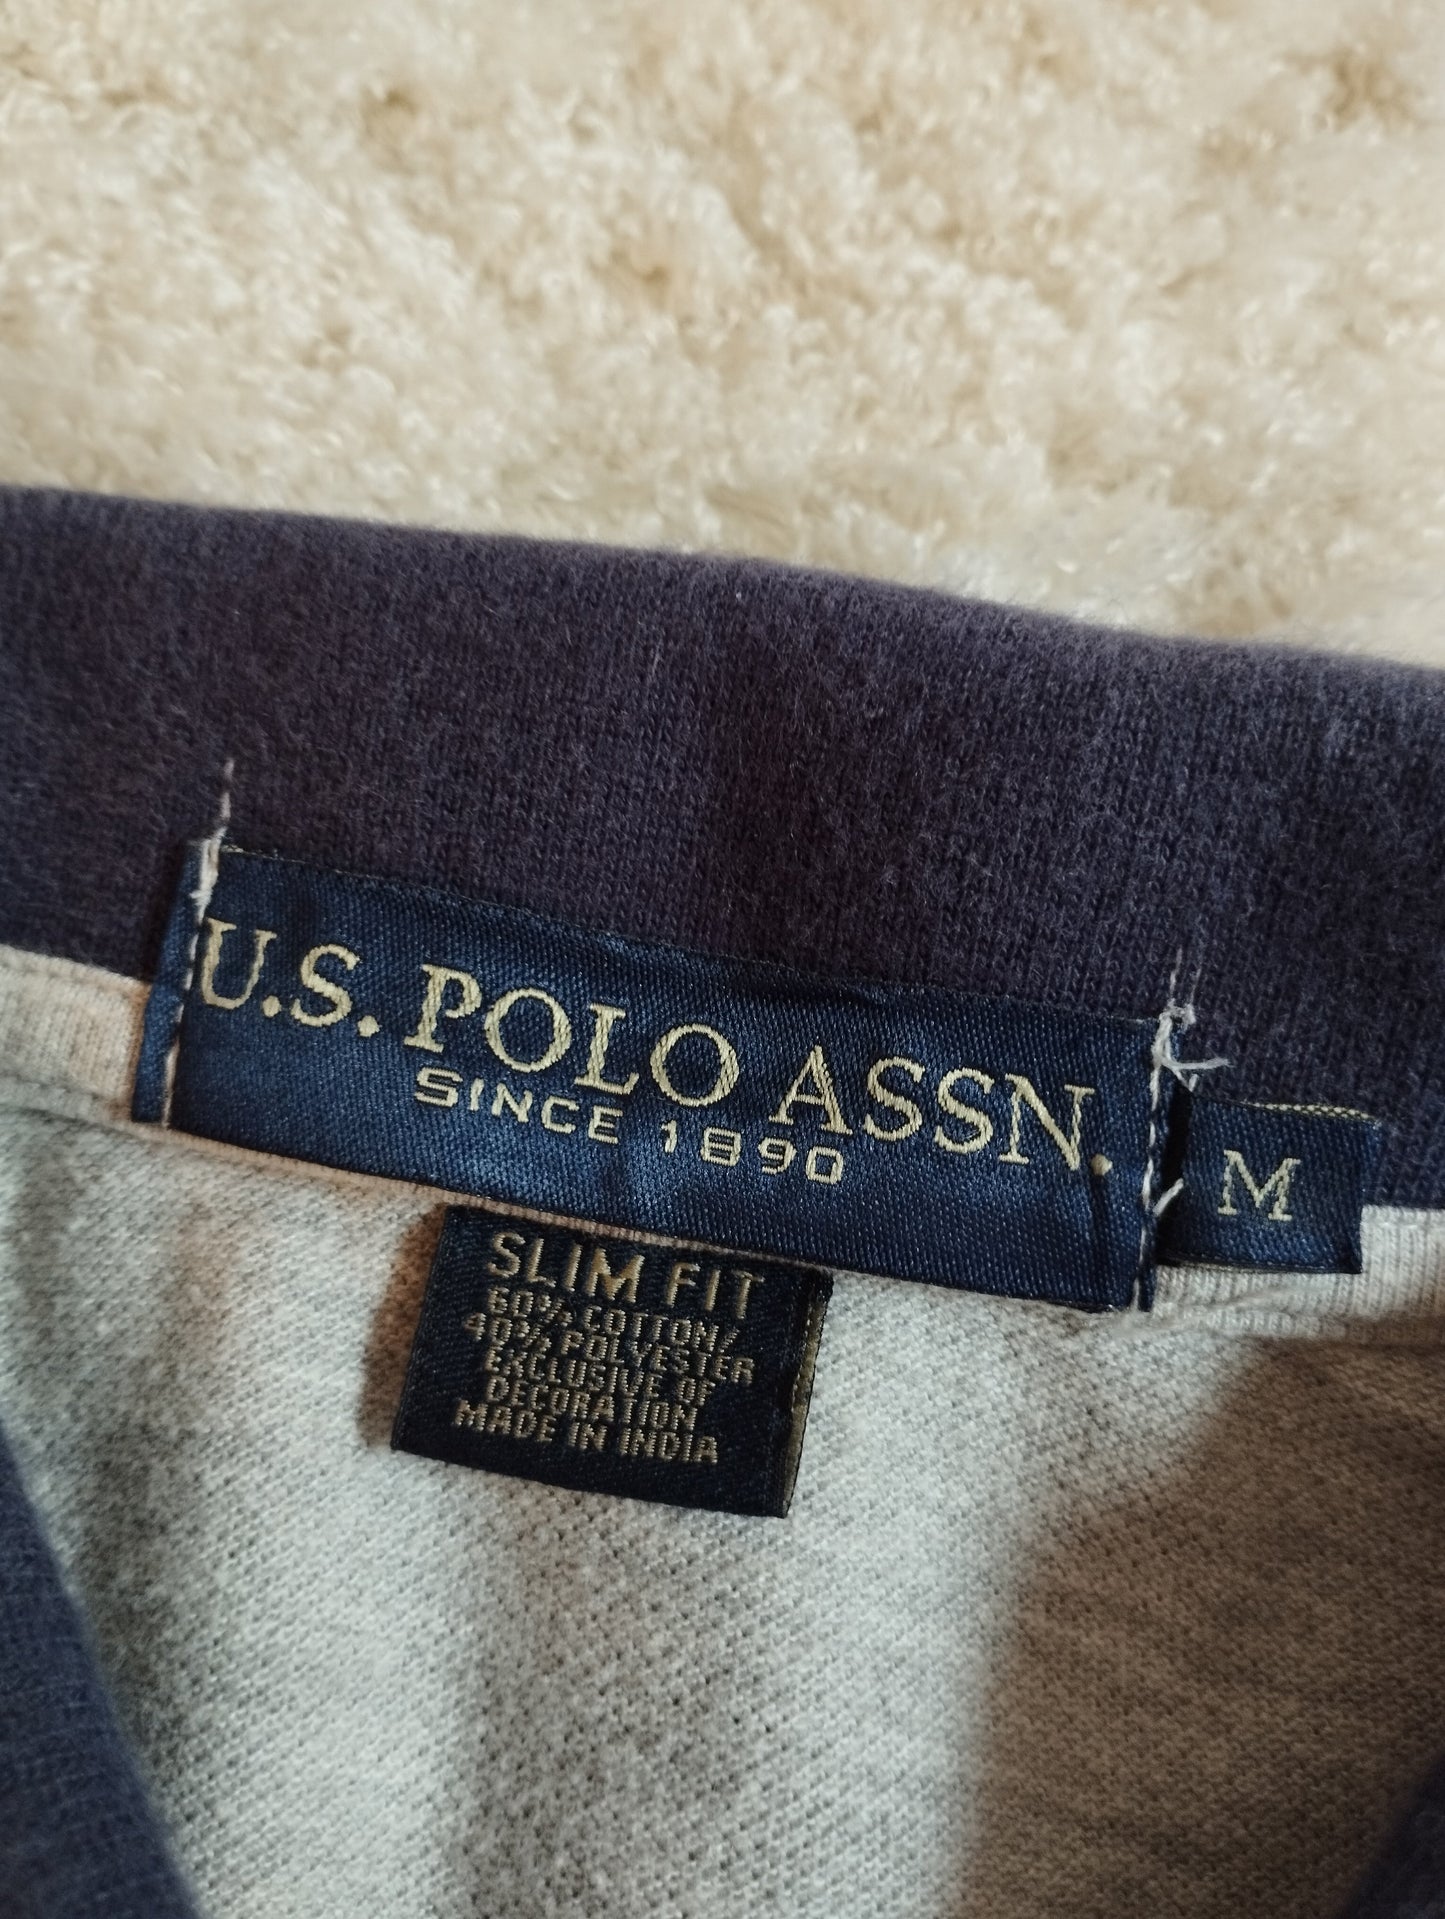 U.S. POLO ASSN.
SINCE 1890
M
SLIM FIT
60% COTTON/
40% POLYESTER
EXCLUSIVE OF
DECORATION
MADE IN INDIA